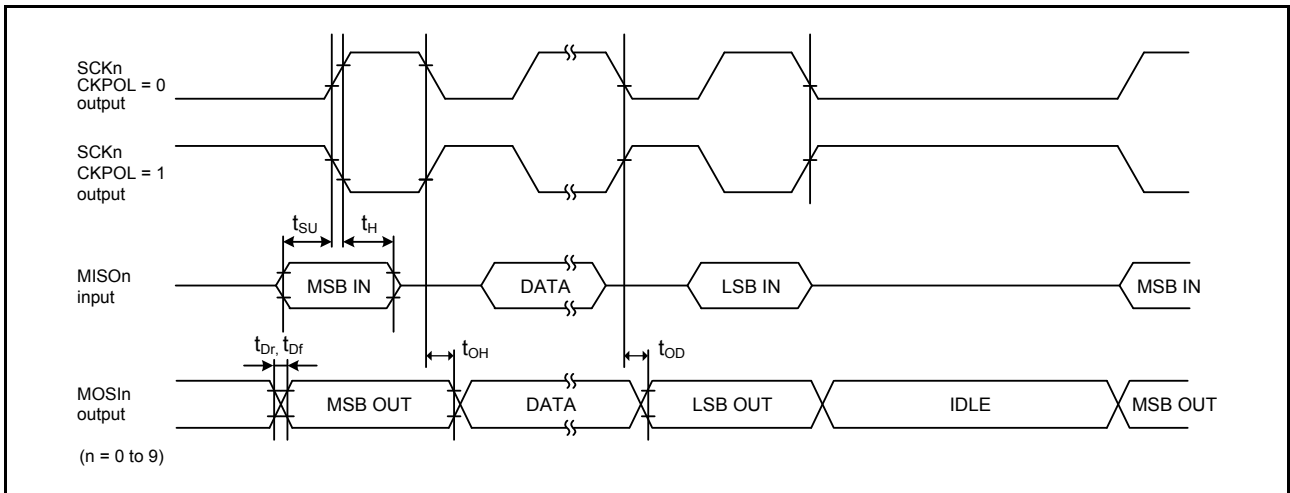 SCKn
CKPOL = 0
output
SCKn
CKPOL = 1
output
tSU
tH
MISOn
input
MSB IN
DATA
LSB IN
MSB IN
tDr, tDf
tOH
tOD
MOSIn
output
MSB OUT
DATA
LSB OUT
IDLE
MSB OUT
(n = 0 to 9)